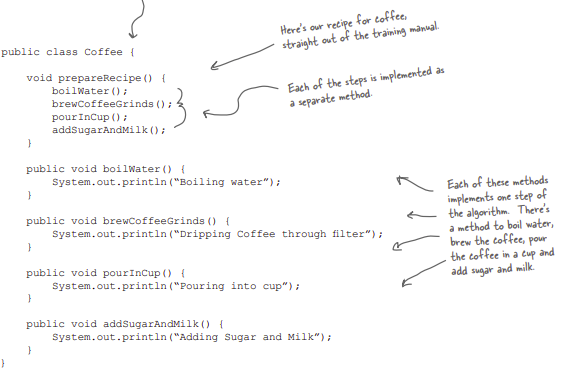 Here's our recipe for coffee,
straight out of the training manual.
public class Coffee {
void prepareRecipe() {
boilWater();
brewCoffeeGrinds();
pourInCup();
addSugarAndMilk();
}
Each of the steps is implemented as
a separate method.
public void boilWater() {
System.out.println(“Boiling water”);
}
public void brewCoffeeGrinds() {
System.out.println(“Dripping Coffee through filter”);
}
public void pourInCup() {
System.out.println(“Pouring into cup”);
}
public void addSugarAndMilk() {
System.out.println(“Adding Sugar and Milk”);
}
}
Each of these methods
implements one step of
the algorithm. There's
a method to boil water,
brew the coffee, pour
the coffee in a cup and
add sugar and milk.